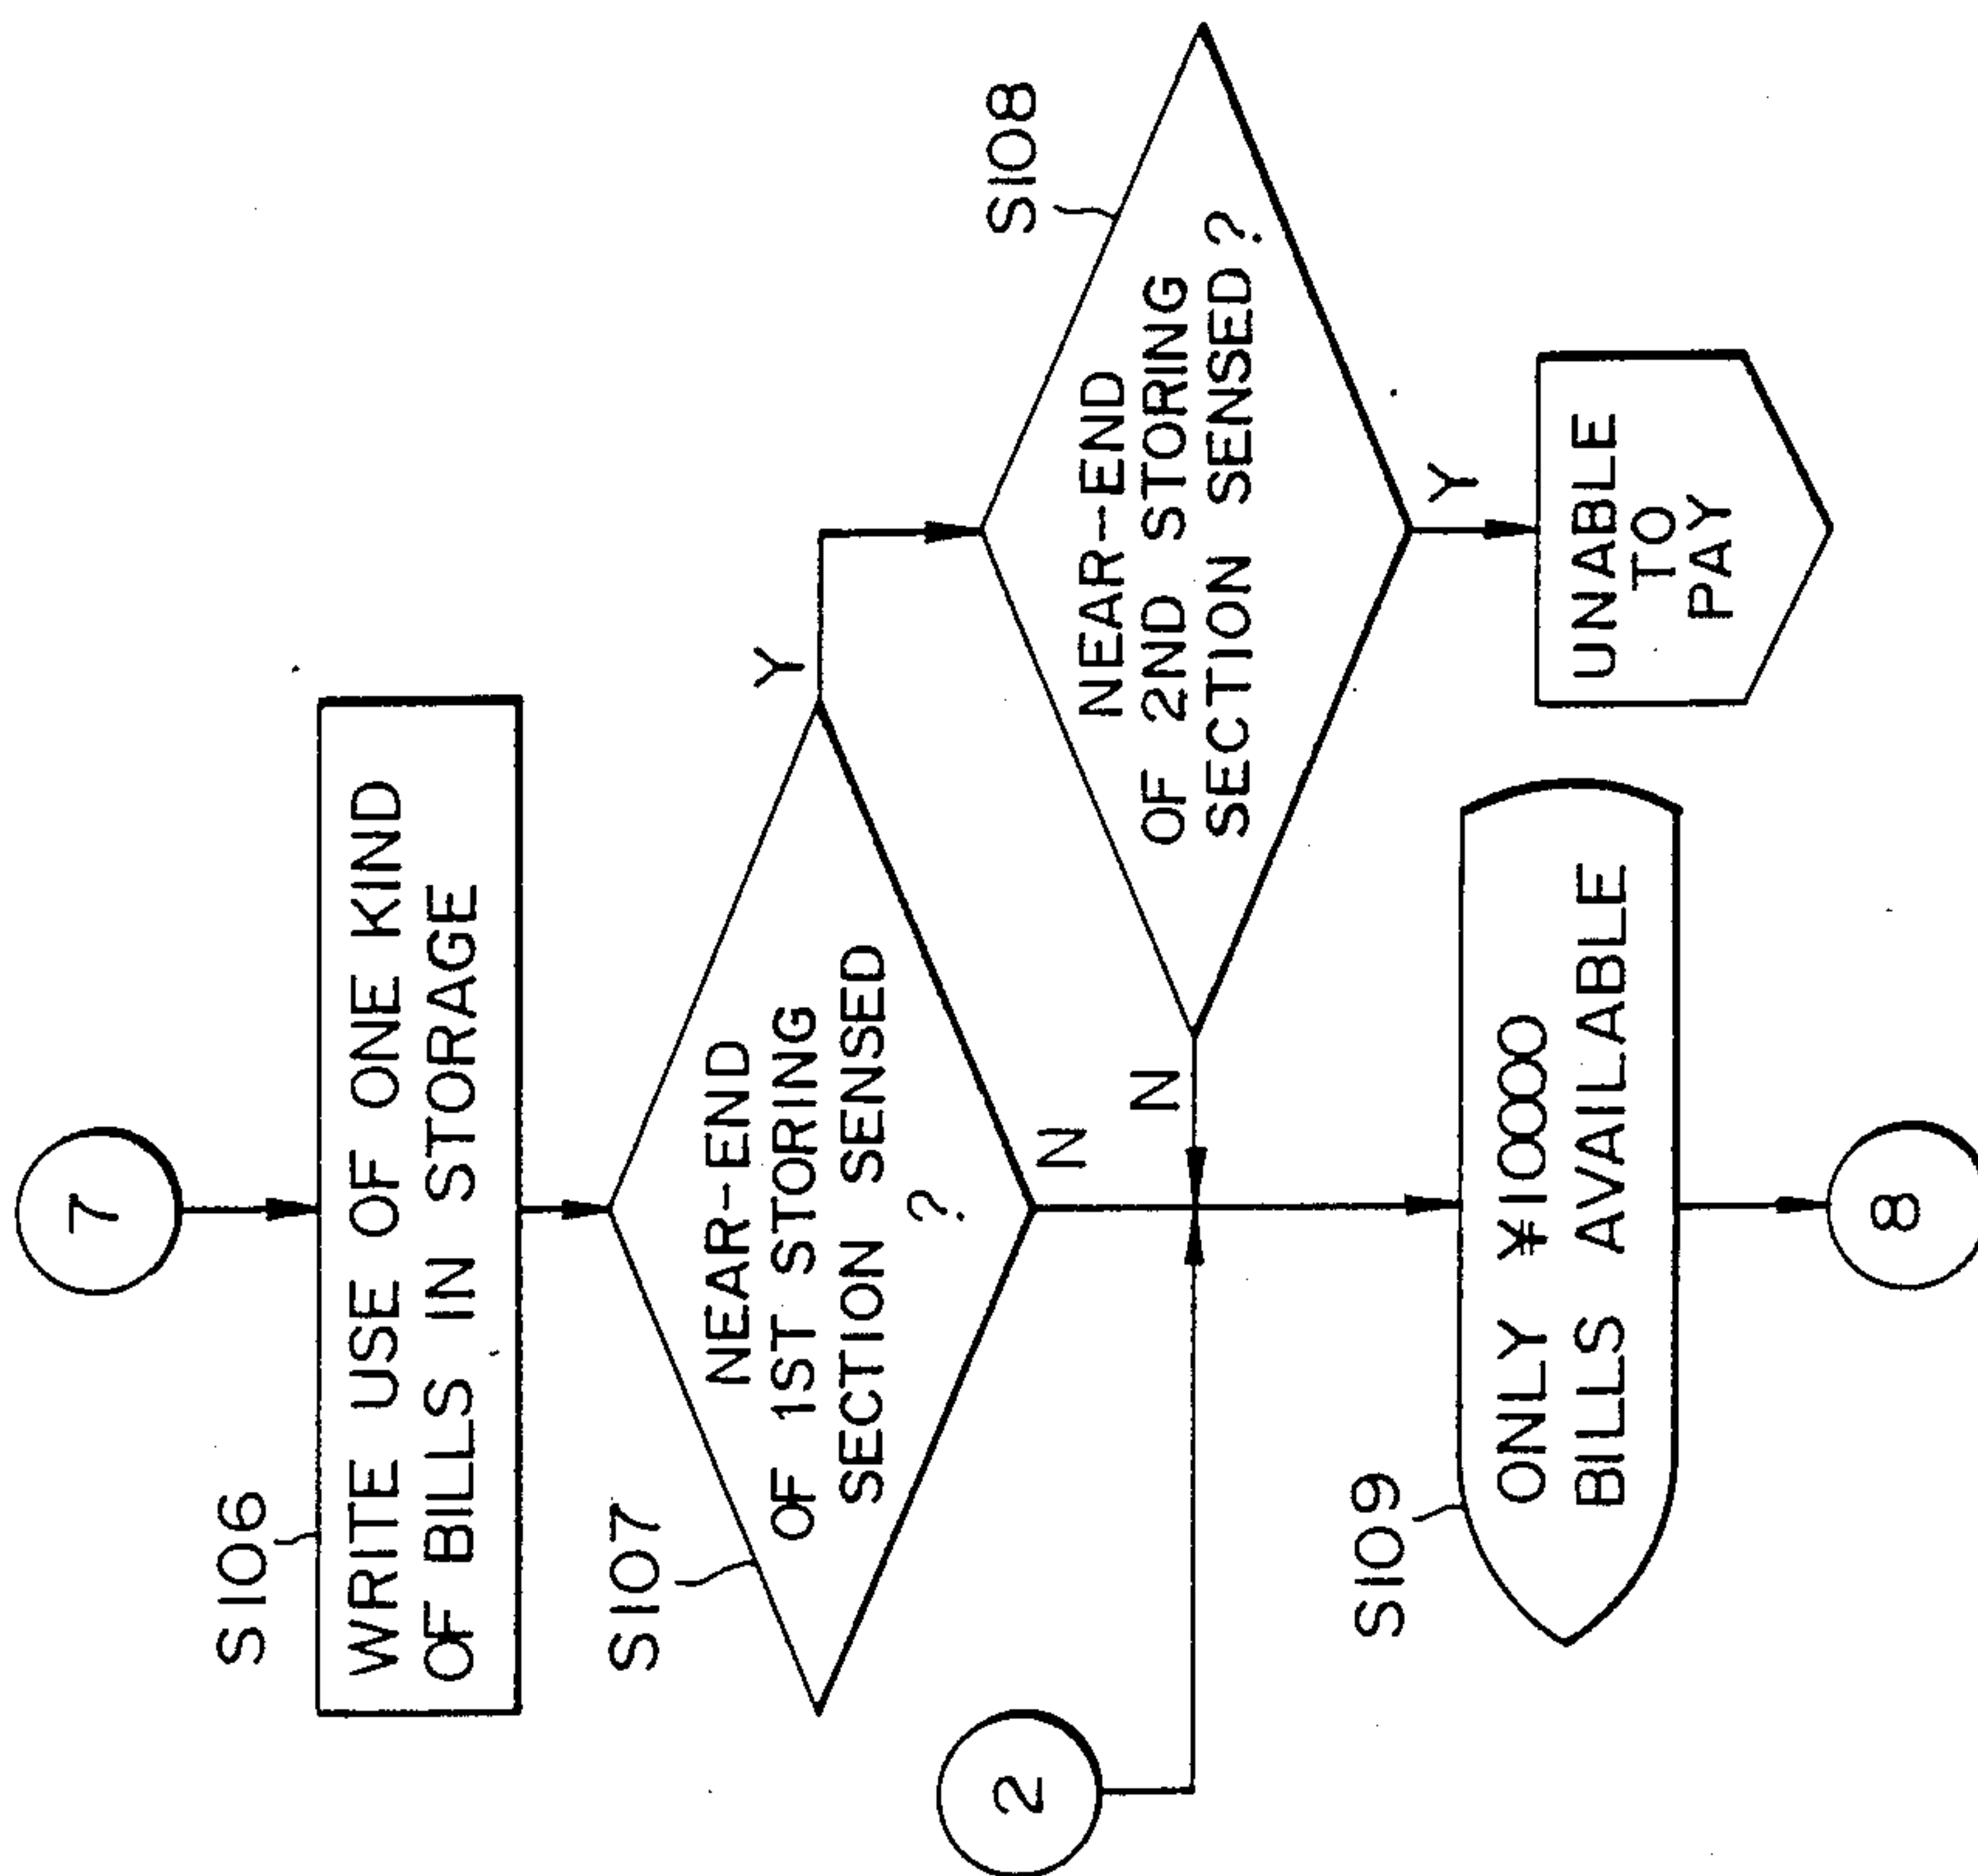 7
S106
WRITE USE OF ONE KIND
OF BILLS IN STORAGE
S107
NEAR-END
OF 1ST STORING
SECTION SENSED
?
Y
N
S108
NEAR-END
OF 2ND STORING
SECTION SENSED?
N
Y
UNABLE
TO
PAY
2
S109
ONLY ¥10000
BILLS AVAILABLE
8